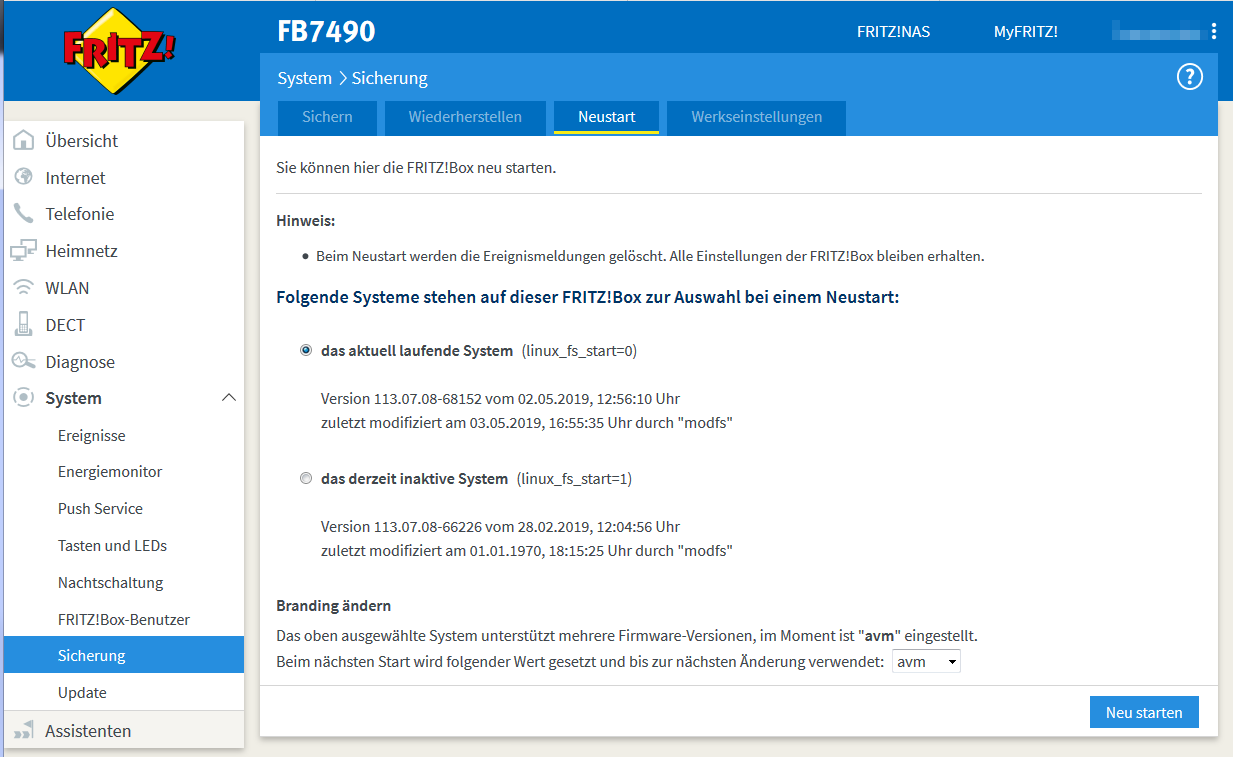 FRITZ!
FB7490
FRITZ!NAS
MyFRITZ!
System > Sicherung
?
Sichern
Wiederherstellen
Neustart
Werkseinstellungen
Übersicht
Internet
Telefonie
Heimnetz
WLAN
DECT
Diagnose
System
Ereignisse
Energiemonitor
Push Service
Tasten und LEDs
Nachtschaltung
FRITZ!Box-Benutzer
Sicherung
Update
Assistenten
Sie können hier die FRITZ!Box neu starten.
Hinweis:
• Beim Neustart werden die Ereignismeldungen gelöscht. Alle Einstellungen der FRITZ!Box bleiben erhalten.
Folgende Systeme stehen auf dieser FRITZ!Box zur Auswahl bei einem Neustart:
das aktuell laufende System (linux_fs_start=0)
Version 113.07.08-68152 vom 02.05.2019, 12:56:10 Uhr
zuletzt modifiziert am 03.05.2019, 16:55:35 Uhr durch "modfs"
das derzeit inaktive System (linux_fs_start=1)
Version 113.07.08-66226 vom 28.02.2019, 12:04:56 Uhr
zuletzt modifiziert am 01.01.1970, 18:15:25 Uhr durch "modfs"
Branding ändern
Das oben ausgewählte System unterstützt mehrere Firmware-Versionen, im Moment ist "avm" eingestellt.
Beim nächsten Start wird folgender Wert gesetzt und bis zur nächsten Änderung verwendet: avm
Neu starten